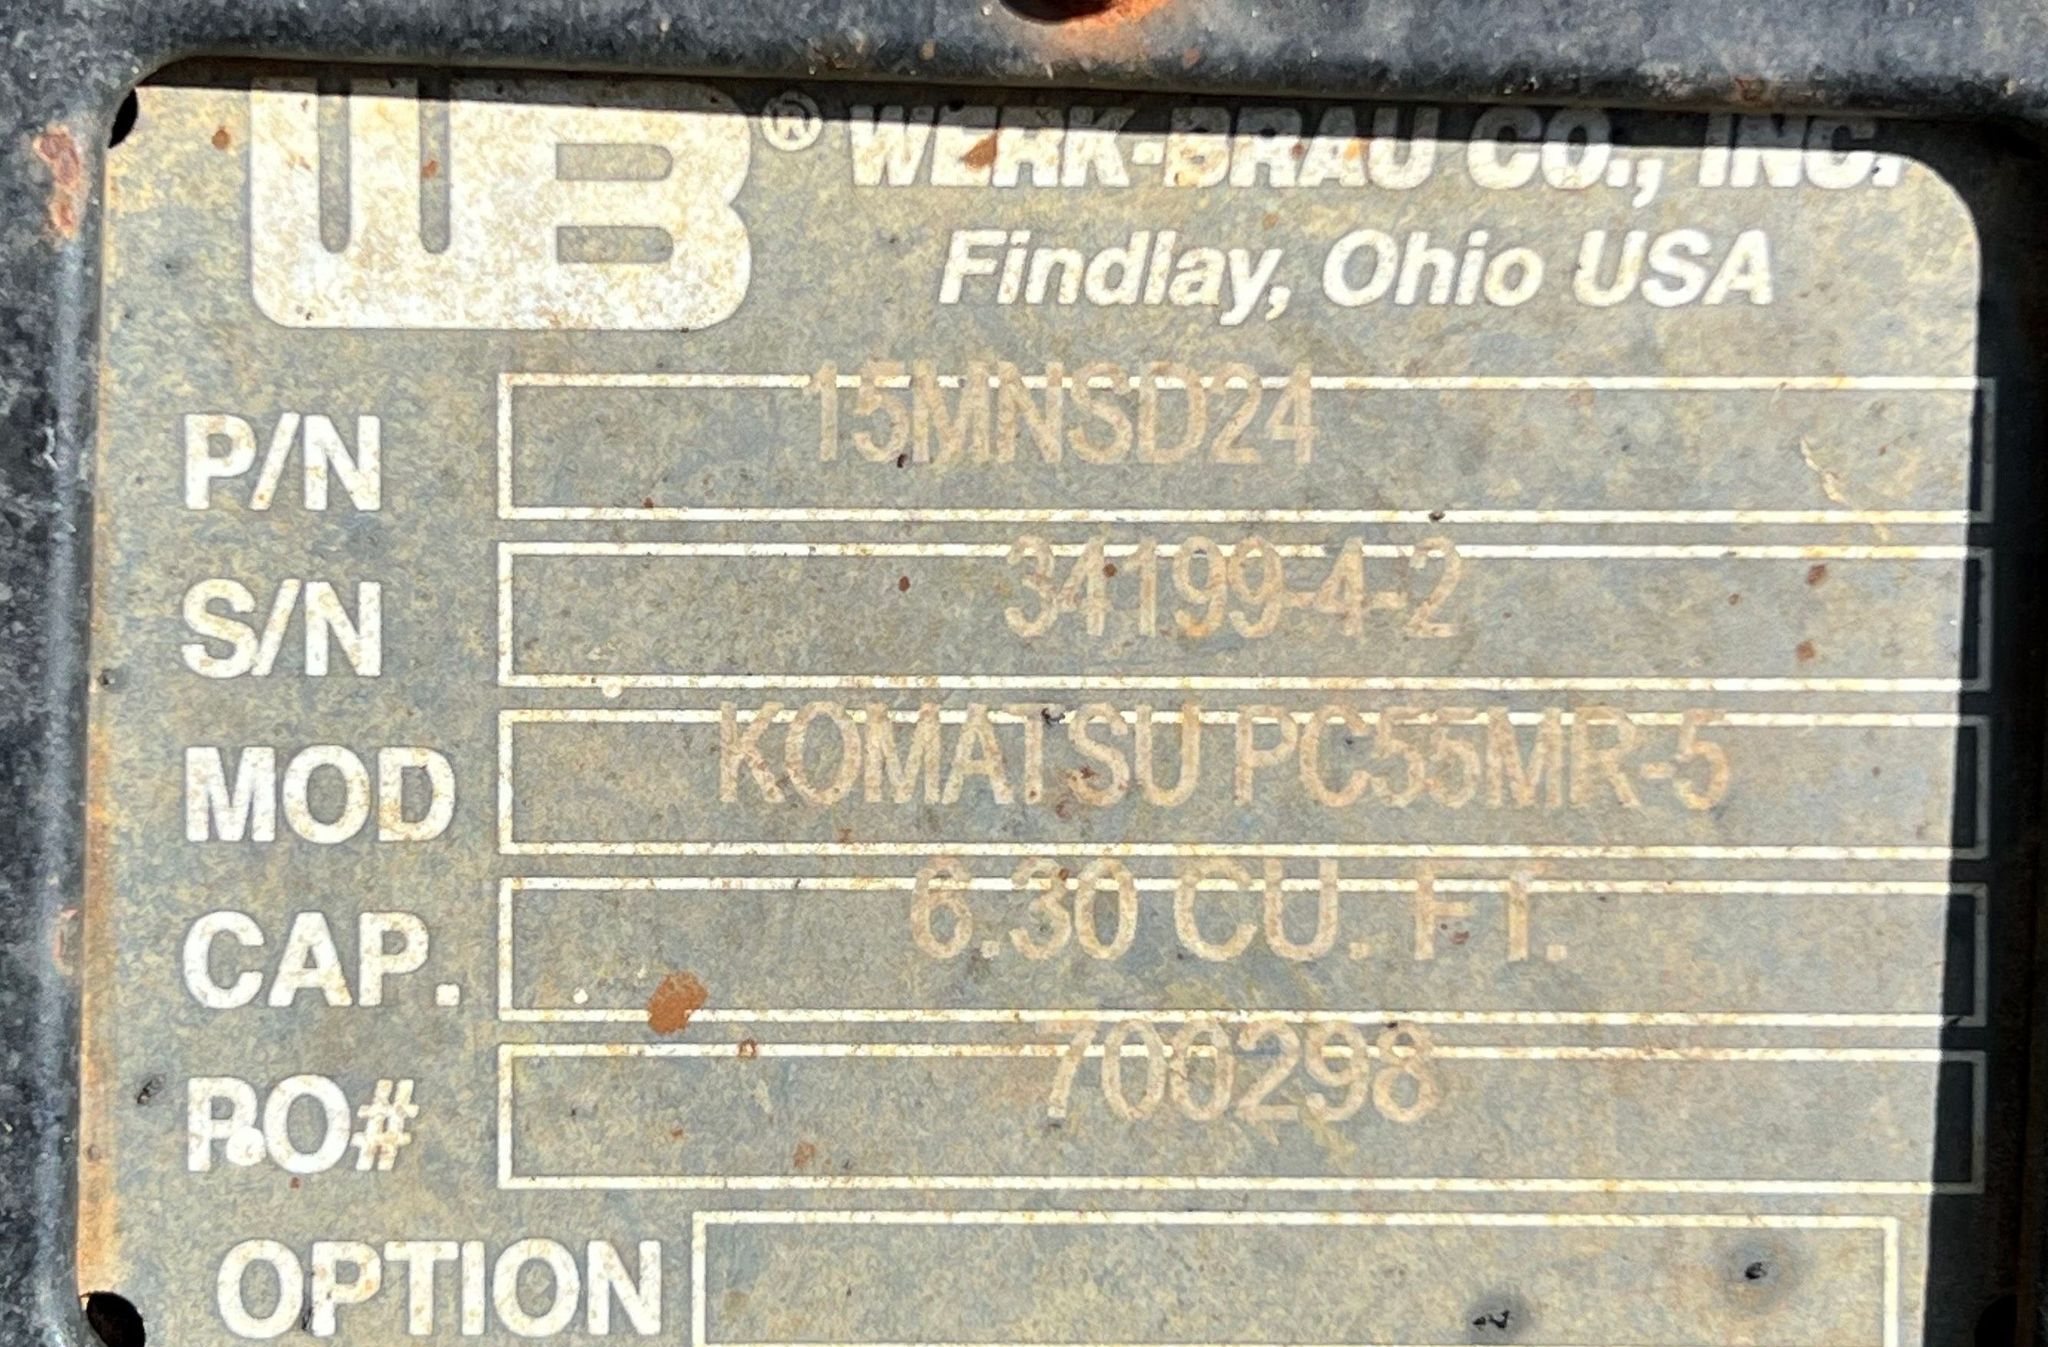 WB® WERK-BRAU CO., INC.
Findlay, Ohio USA
P/N 15MNSD24
S/N 34199-4-2
MOD KOMATSU PC55MR-5
CAP. 6.30 CU. FT.
RO# 700298
OPTION